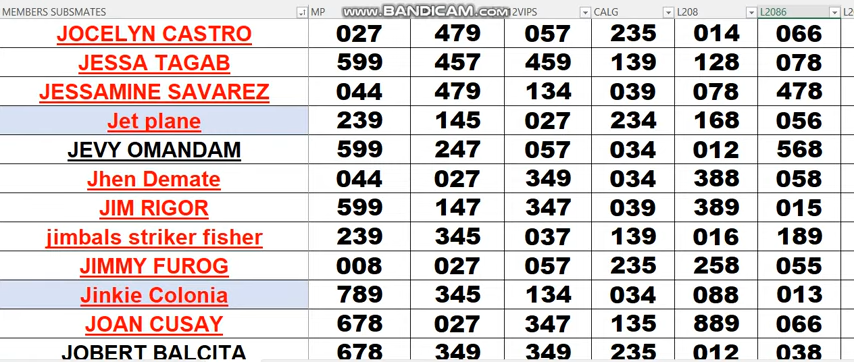 MEMBERS SUBSMATES MP www.BANDICAM.com 2VIPS CALG L208 L2086 L2
JOCELYN CASTRO 027 479 057 235 014 066
JESSA TAGAB 599 457 459 139 128 078
JESSAMINE SAVAREZ 044 479 134 039 078 478
Jet plane 239 145 027 234 168 056
JEVY OMANDAM 599 247 057 034 012 568
Jhen Demate 044 027 349 034 388 058
JIM RIGOR 599 147 347 039 389 015
jimbals striker fisher 239 345 037 139 016 189
JIMMY FUROG 008 027 057 235 258 055
Jinkie Colonia 789 345 134 034 088 013
JOAN CUSAY 678 027 347 135 889 066
JOBERT BALCITA 678 349 349 235 012 038